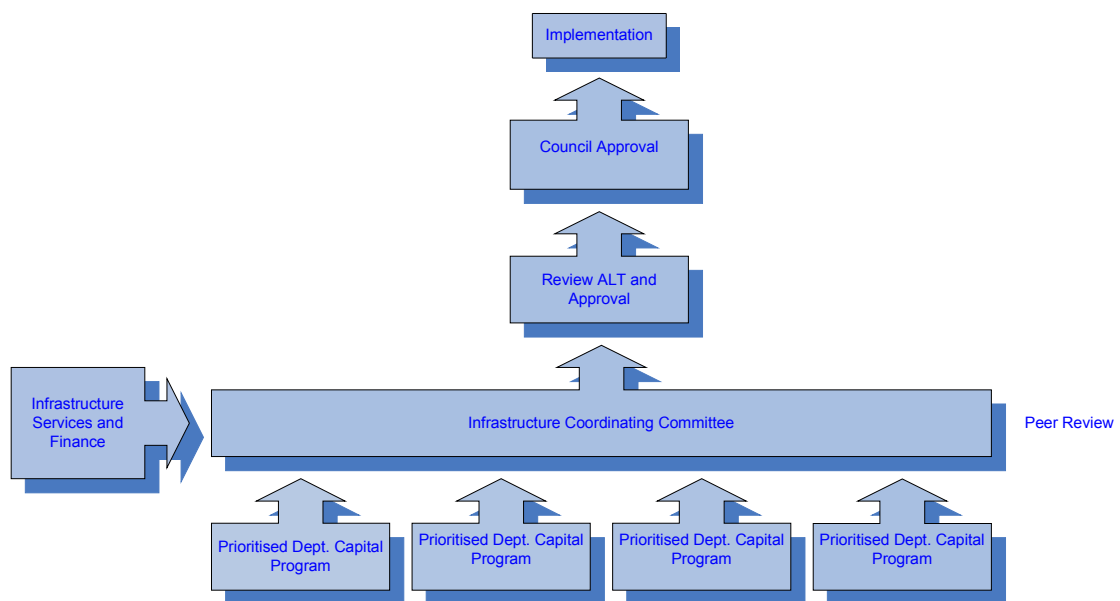 Implementation
Council Approval
Review ALT and
Approval
Infrastructure
Services and
Finance
Infrastructure Coordinating Committee
Peer Review
Prioritised Dept. Capital
Program
Prioritised Dept. Capital
Program
Prioritised Dept. Capital
Program
Prioritised Dept. Capital
Program